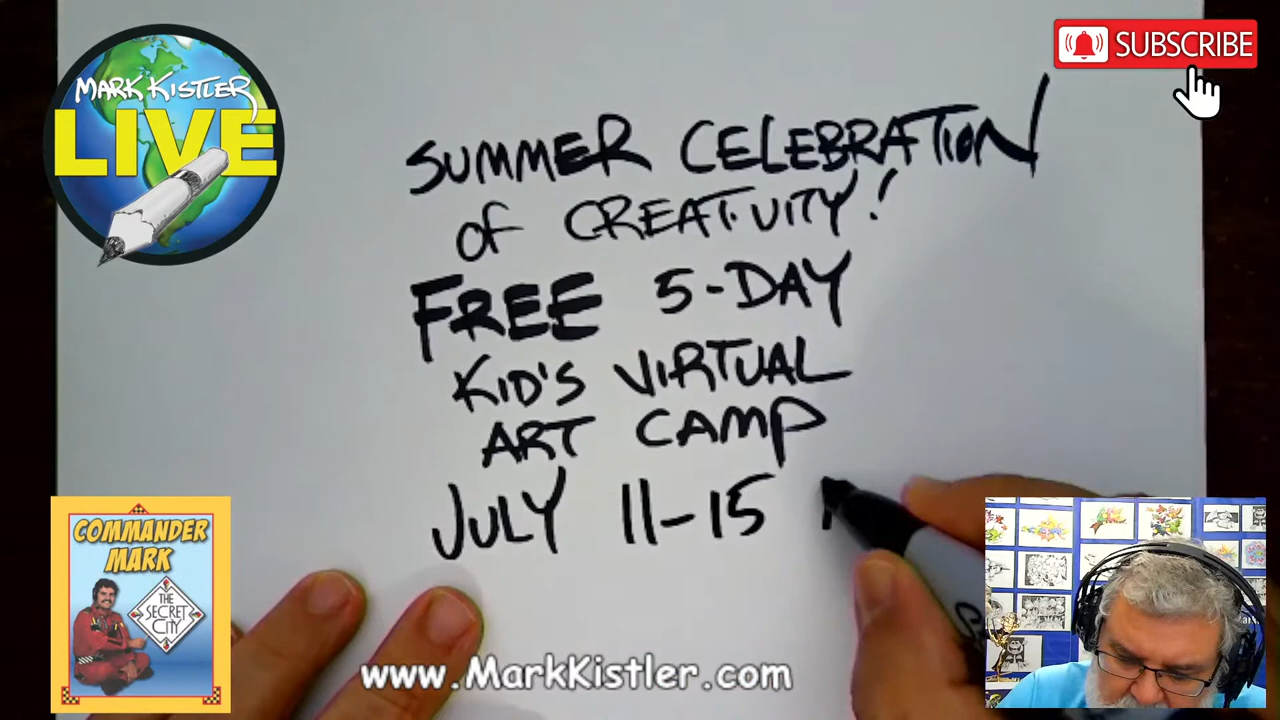 MARK KISTLER
LIVE
SUBSCRIBE
SUMMER CELEBRATION
OF CREATIVITY!
FREE 5-DAY
KID'S VIRTUAL
ART CAMP
JULY 11-15
COMMANDER
MARK
THE
SECRET
CITY
www.MarkKistler.com